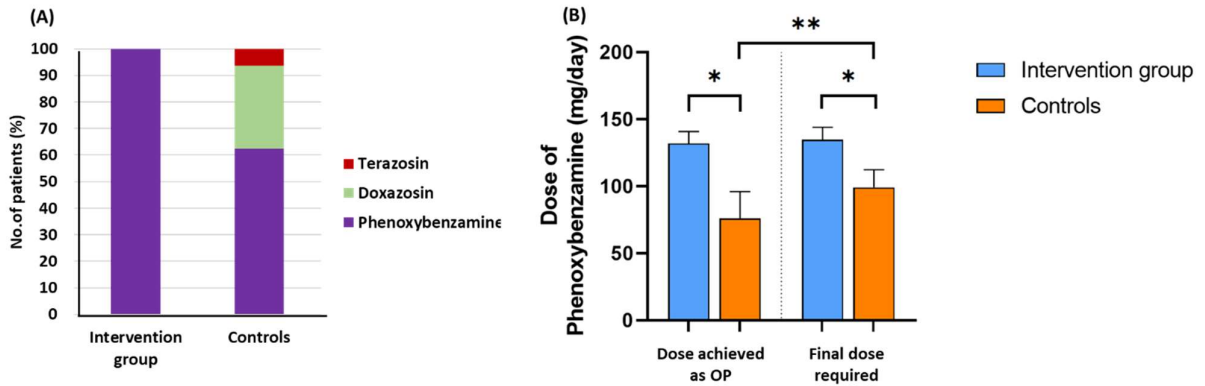 (A)
No.of patients (%)
100
90
80
70
60
50
40
30
20
10
0
Intervention
group
Controls
Terazosin
Doxazosin
Phenoxybenzamine
(B)
Dose of
Phenoxybenzamine (mg/day)
200
150
100
50
0
*
**
*
Dose achieved
as OP
Final dose
required
Intervention group
Controls